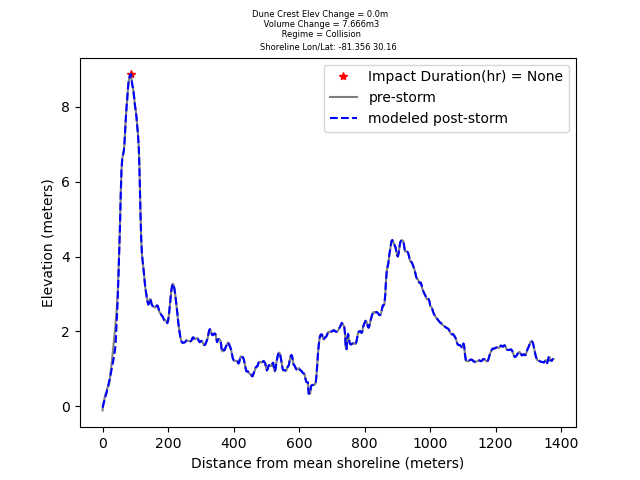 Dune Crest Elev Change = 0.0m
Volume Change = 7.666m3
Regime = Collision
Shoreline Lon/Lat: -81.356 30.16
Impact Duration(hr) = None
pre-storm
modeled post-storm
Elevation (meters)
8
6
4
2
0
0 200 400 600 800 1000 1200 1400
Distance from mean shoreline (meters)